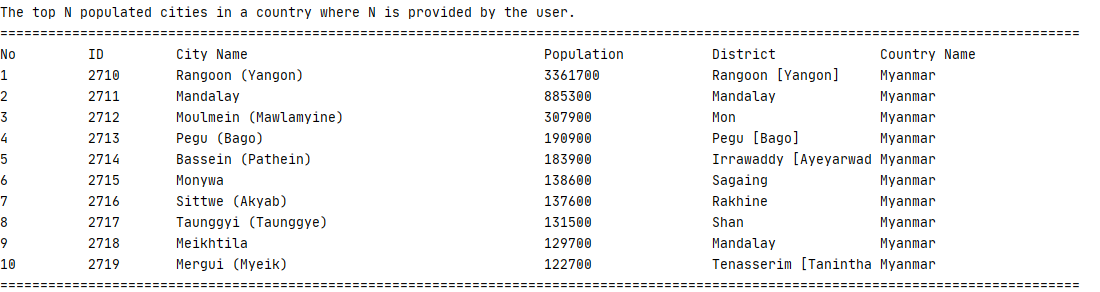 The top N populated cities in a country where N is provided by the user.
=======================================================================================================================================
No         ID         City Name                                     Population           District             Country Name
1          2710       Rangoon (Yangon)                              3361700              Rangoon [Yangon]     Myanmar
2          2711       Mandalay                                      885300               Mandalay             Myanmar
3          2712       Moulmein (Mawlamyine)                         307900               Mon                  Myanmar
4          2713       Pegu (Bago)                                   190900               Pegu [Bago]          Myanmar
5          2714       Bassein (Pathein)                             183900               Irrawaddy [Ayeyarwad Myanmar
6          2715       Monywa                                        138600               Sagaing              Myanmar
7          2716       Sittwe (Akyab)                                137600               Rakhine              Myanmar
8          2717       Taunggyi (Taunggye)                           131500               Shan                 Myanmar
9          2718       Meikhtila                                     129700               Mandalay             Myanmar
10         2719       Mergui (Myeik)                                122700               Tenasserim [Tanintha Myanmar
=======================================================================================================================================